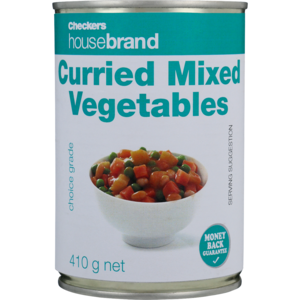 Checkers
housebrand
Curried Mixed
Vegetables
choice grade
SERVING SUGGESTION
MONEY
BACK
GUARANTEE
410 g net